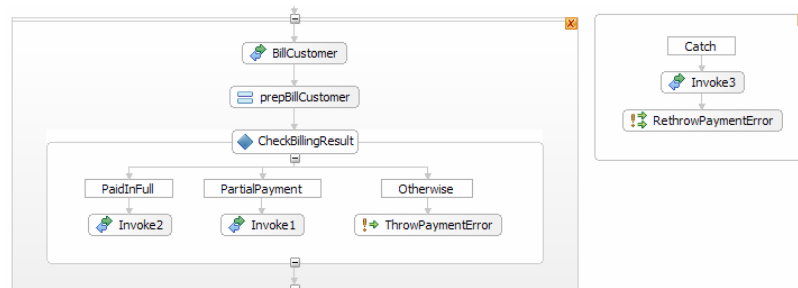 BillCustomer
prepBillCustomer
CheckBillingResult
PaidInFull PartialPayment Otherwise
Invoke2 Invoke1 ThrowPaymentError
Catch
Invoke3
RethrowPaymentError